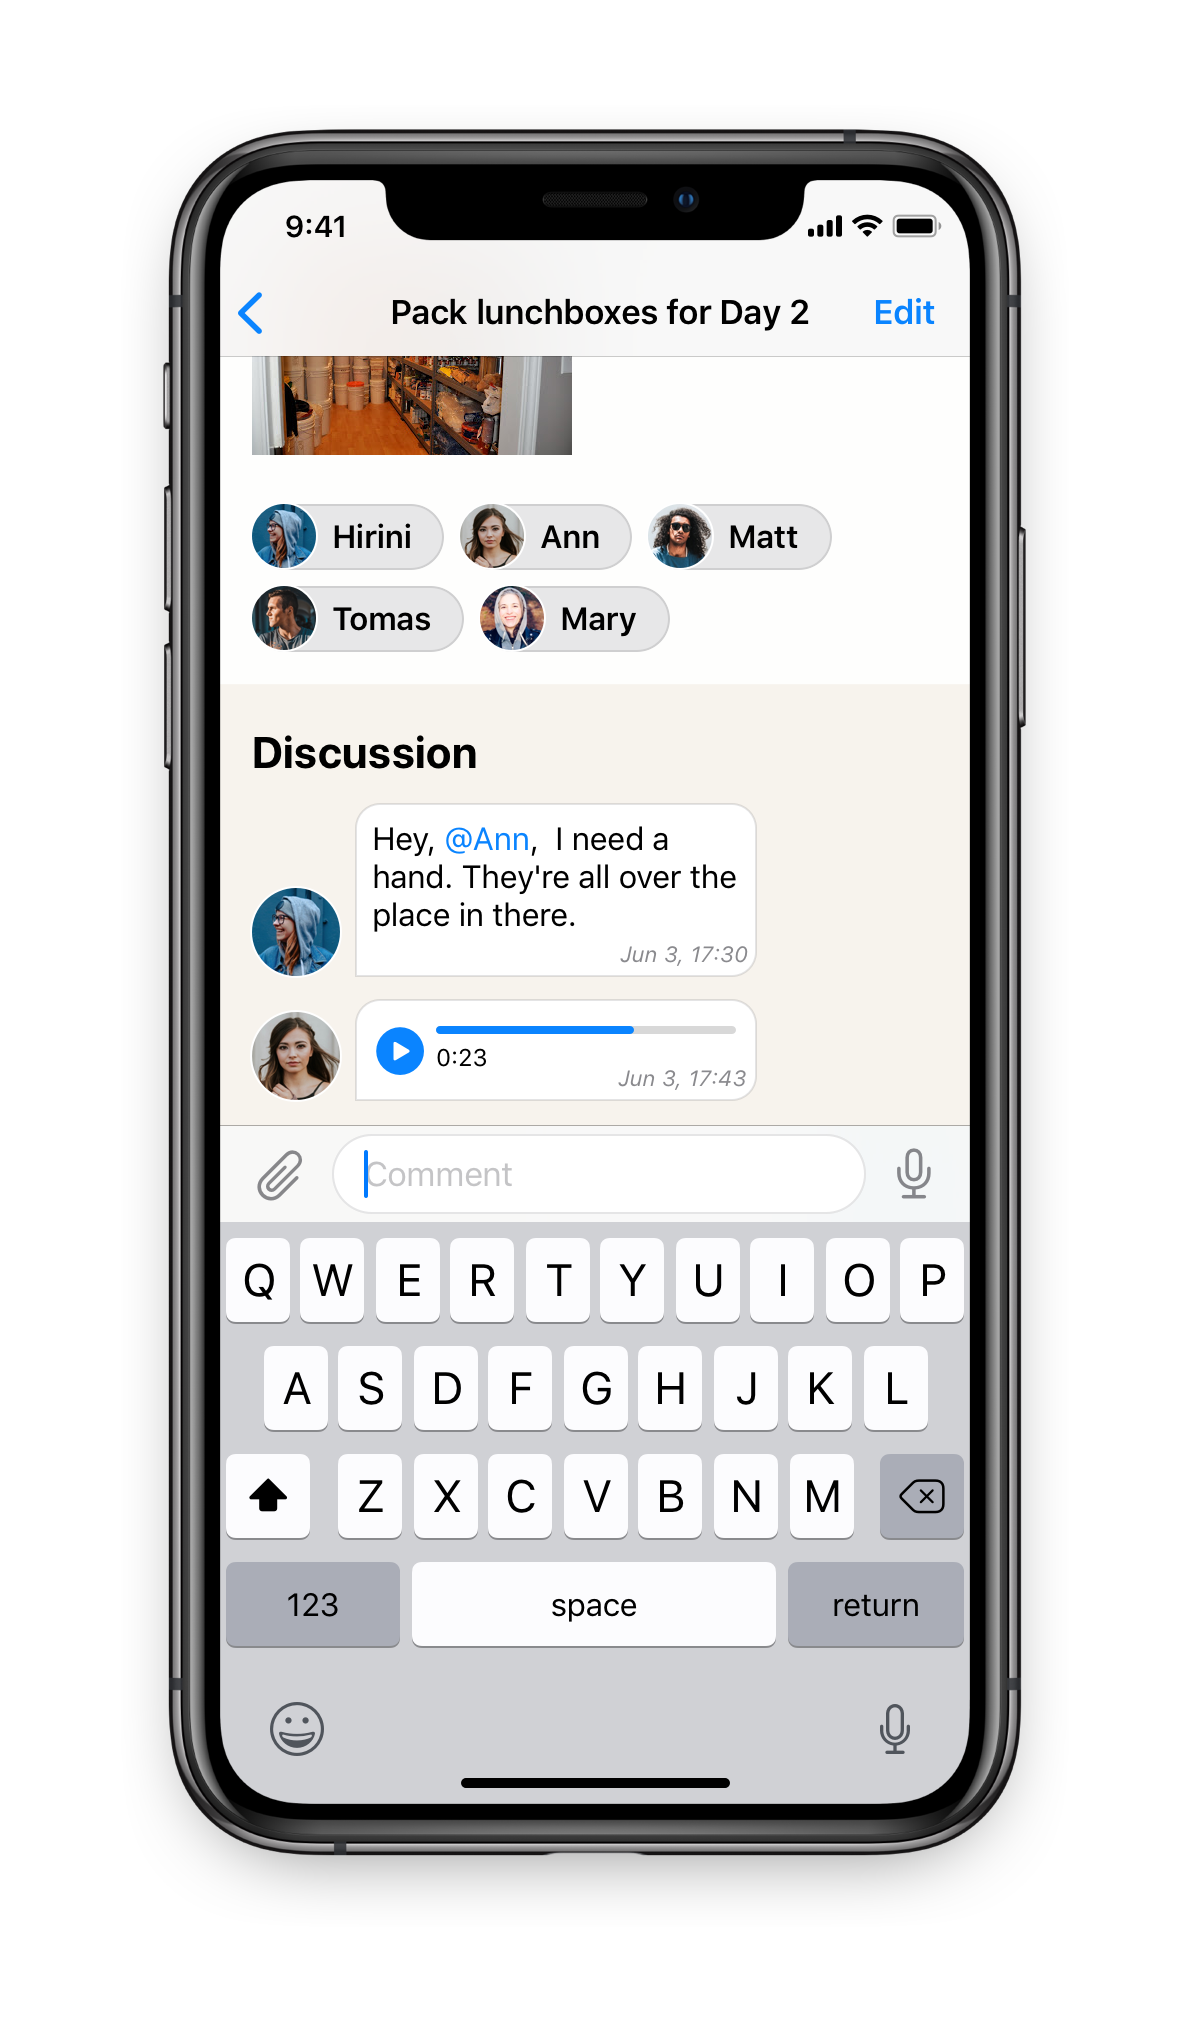 9:41
Pack lunchboxes for Day 2
Edit
Hirini
Ann
Matt
Tomas
Mary
Discussion
Hey, @Ann, I need a
hand. They're all over the
place in there.
Jun 3, 17:30
0:23
Jun 3, 17:43
Comment
Q W E R T Y U I O P
A S D F G H J K L
Z X C V B N M
123 space return